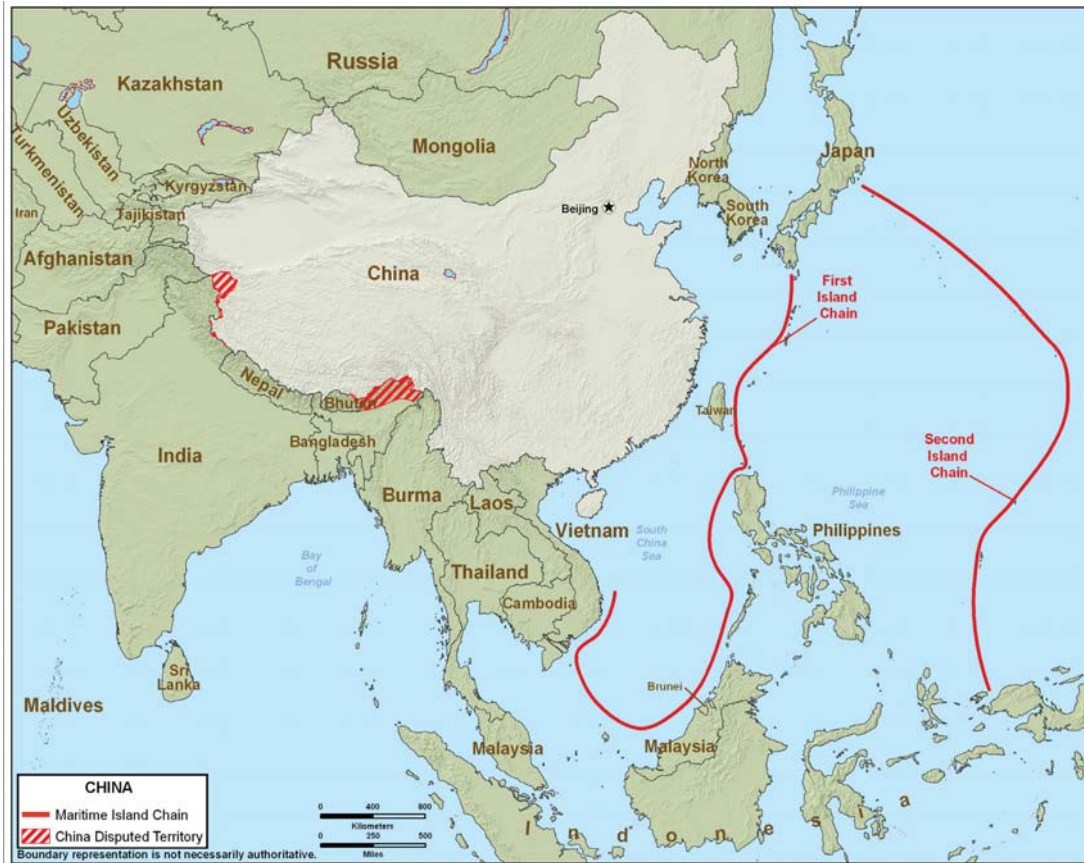 Russia
Kazakhstan
Mongolia
Uzbekistan
Turkmenistan
Kyrgyzstan
Tajikistan
Iran
Afghanistan
Pakistan
North
Korea
South
Korea
Japan
Beijing
China
First
Island
Chain
Nepal
Bhutan
Bangladesh
India
Burma
Laos
Vietnam
Thailand
Cambodia
Taiwan
Second
Island
Chain
Philippine
Sea
Philippines
South
China
Sea
Bay
of
Bengal
Sri
Lanka
Maldives
Brunei
Malaysia
Malaysia
Indonesia
CHINA
Maritime Island Chain
China Disputed Territory
Boundary representation is not necessarily authoritative.
0 400 800
Kilometers
0 250 500
Miles